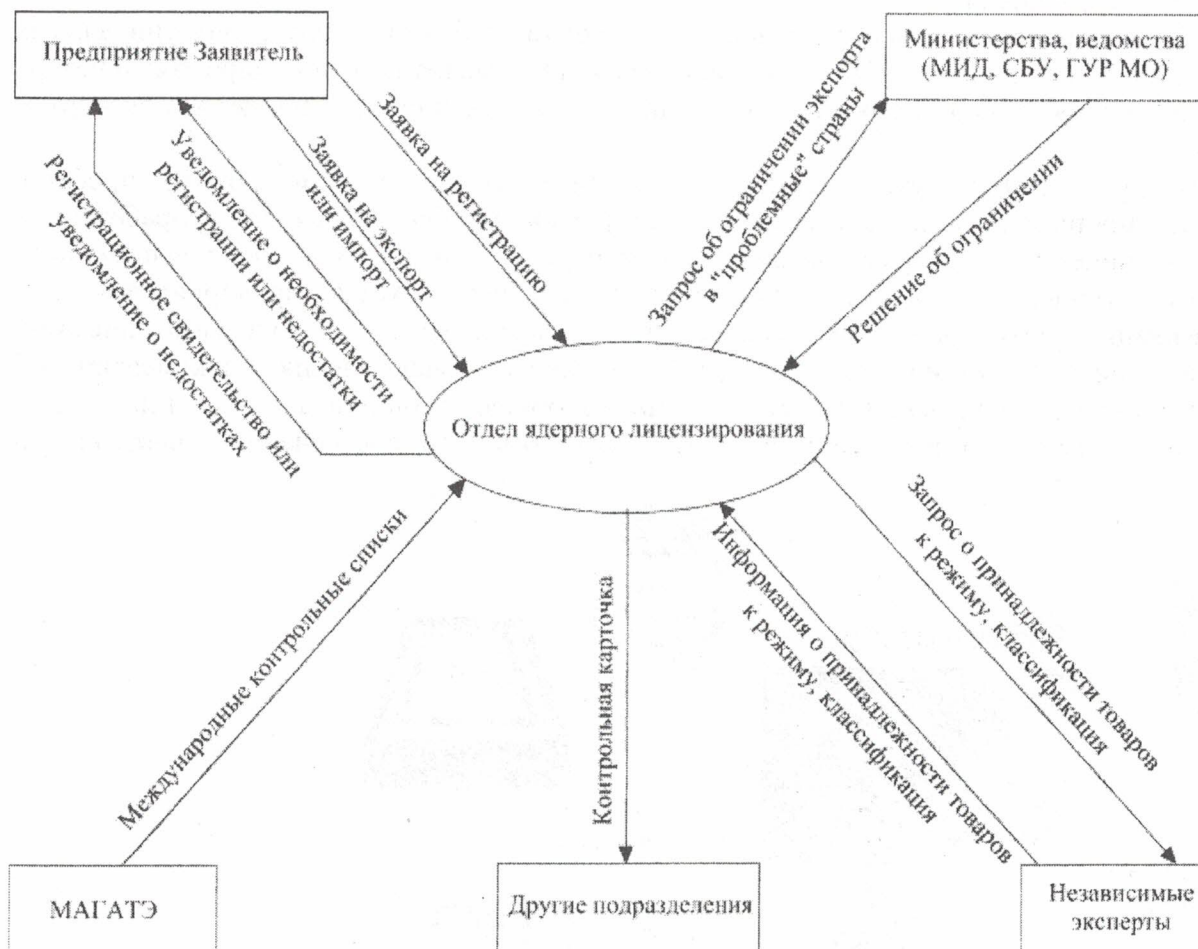 Предприятие Заявитель
Министерства, ведомства
(МИД, СБУ, ГУР МО)
Регистрационное свидетельство или
уведомление о недостатках
Уведомление о необходимости
регистрации или недостатки
Заявка на экспорт
или импорт
Заявка на регистрацию
Запрос об ограничении экспорта
в "проблемные" страны
Решение об ограничении
Отдел ядерного лицензирования
Международные контрольные списки
Контрольная карточка
Информация о принадлежности товаров
к режиму, классификация
Запрос о принадлежности товаров
к режиму, классификация
МАГАТЭ
Другие подразделения
Независимые
эксперты